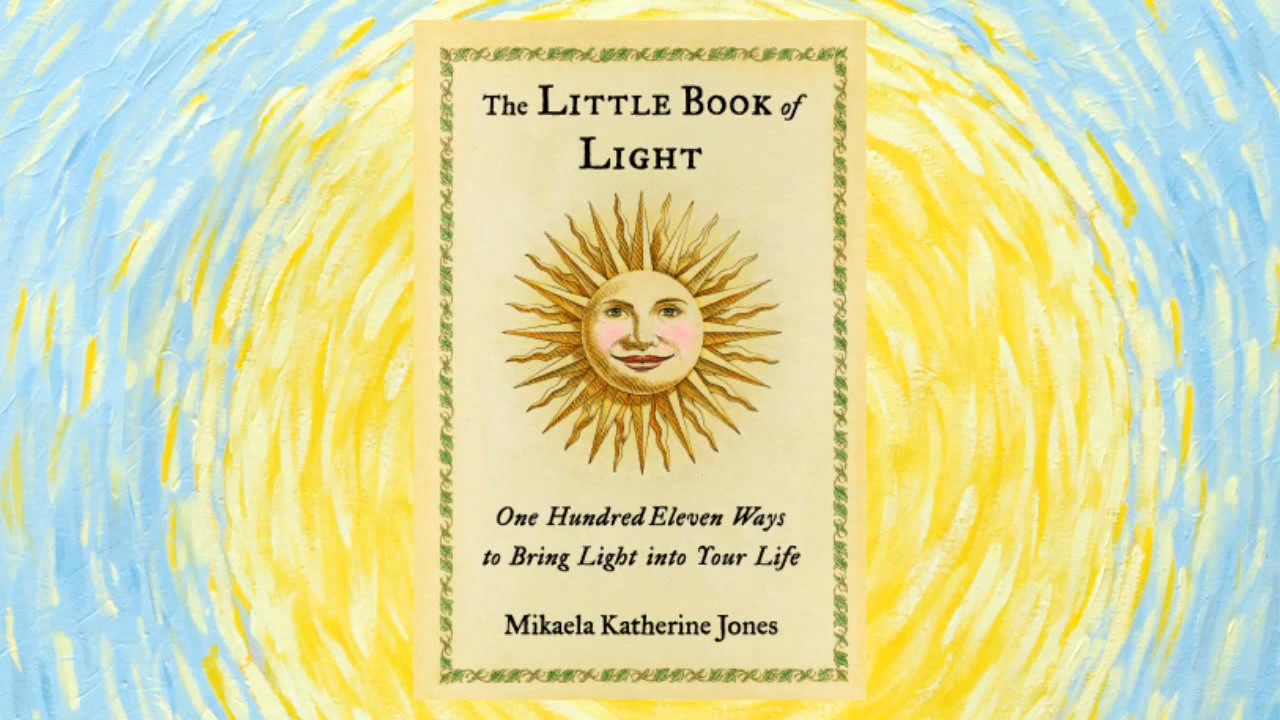 The LITTLE BOOK of
LIGHT
One Hundred Eleven Ways
to Bring Light into Your Life
Mikaela Katherine Jones